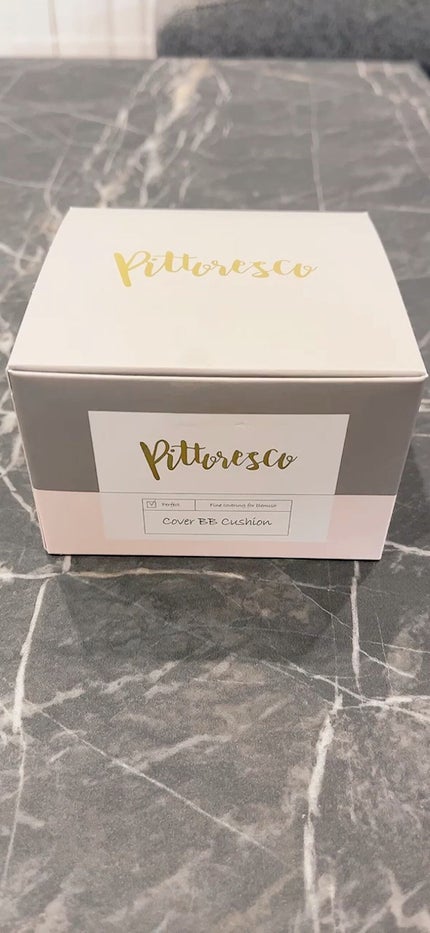 Pittoresco
Pittoresco
Perfect Fine covering for blemish
Cover BB Cushion